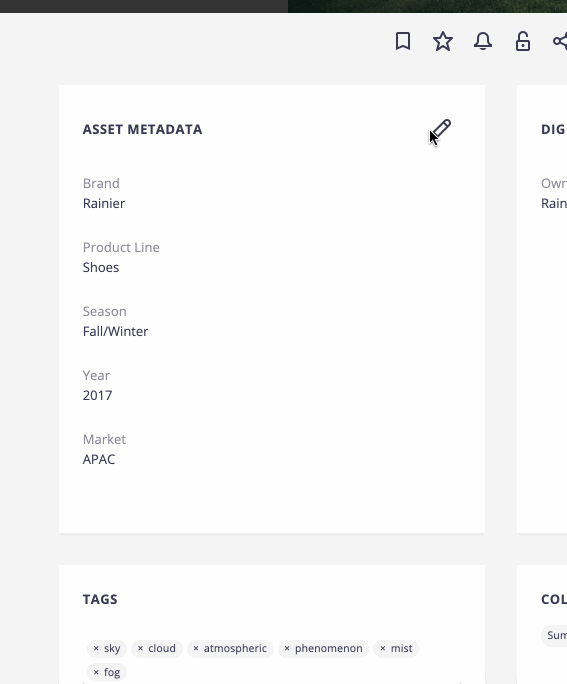 ASSET METADATA
Brand
Rainier
Product Line
Shoes
Season
Fall/Winter
Year
2017
Market
APAC
DIG
Own
Rain
TAGS
× sky × cloud × atmospheric × phenomenon × mist
× fog
COL
Sum